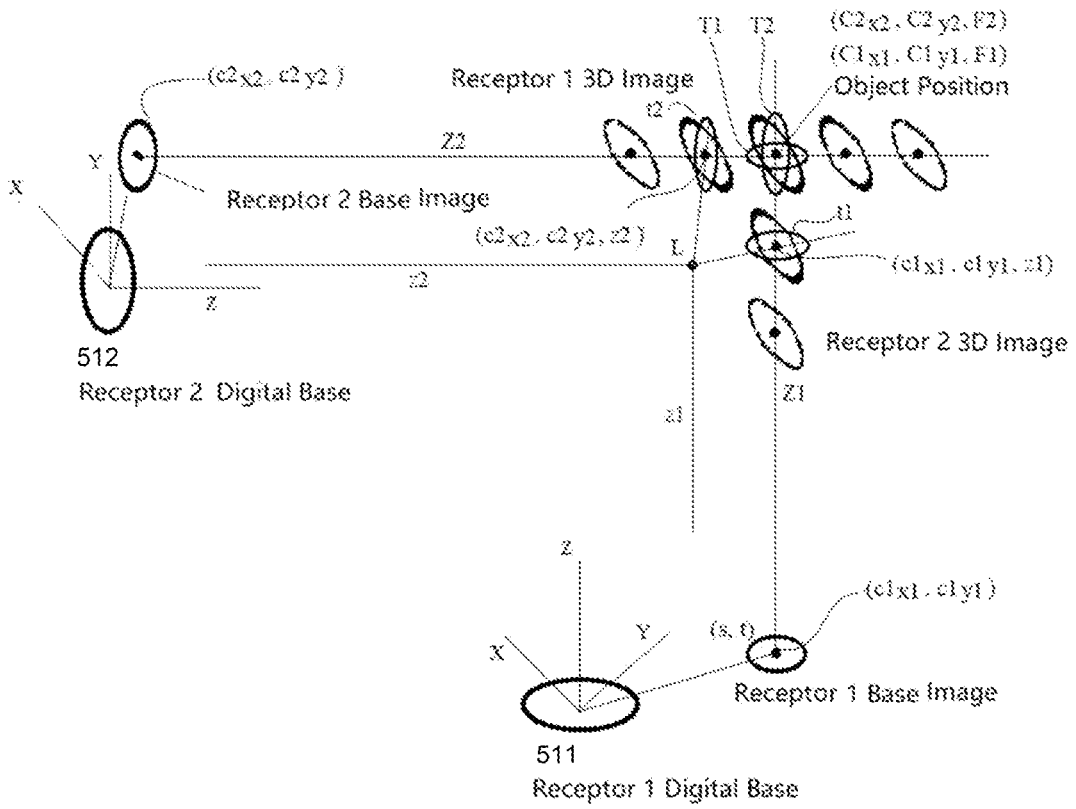 T1 T2 (C2x2, C2y2, F2)
(C1x1, C1y1, F1)
Object Position
(c2x2, c2y2)
Receptor 1 3D Image
t2
Y
Z2
X
Receptor 2 Base Image
(c2x2, c2y2, z2)
t1
L
(c1x1, c1y1, z1)
z2
Z
512
Receptor 2 Digital Base
Receptor 2 3D Image
Z1
z1
Z
(c1x1, c1y1)
Y
(s, t)
X
Receptor 1 Base Image
511
Receptor 1 Digital Base